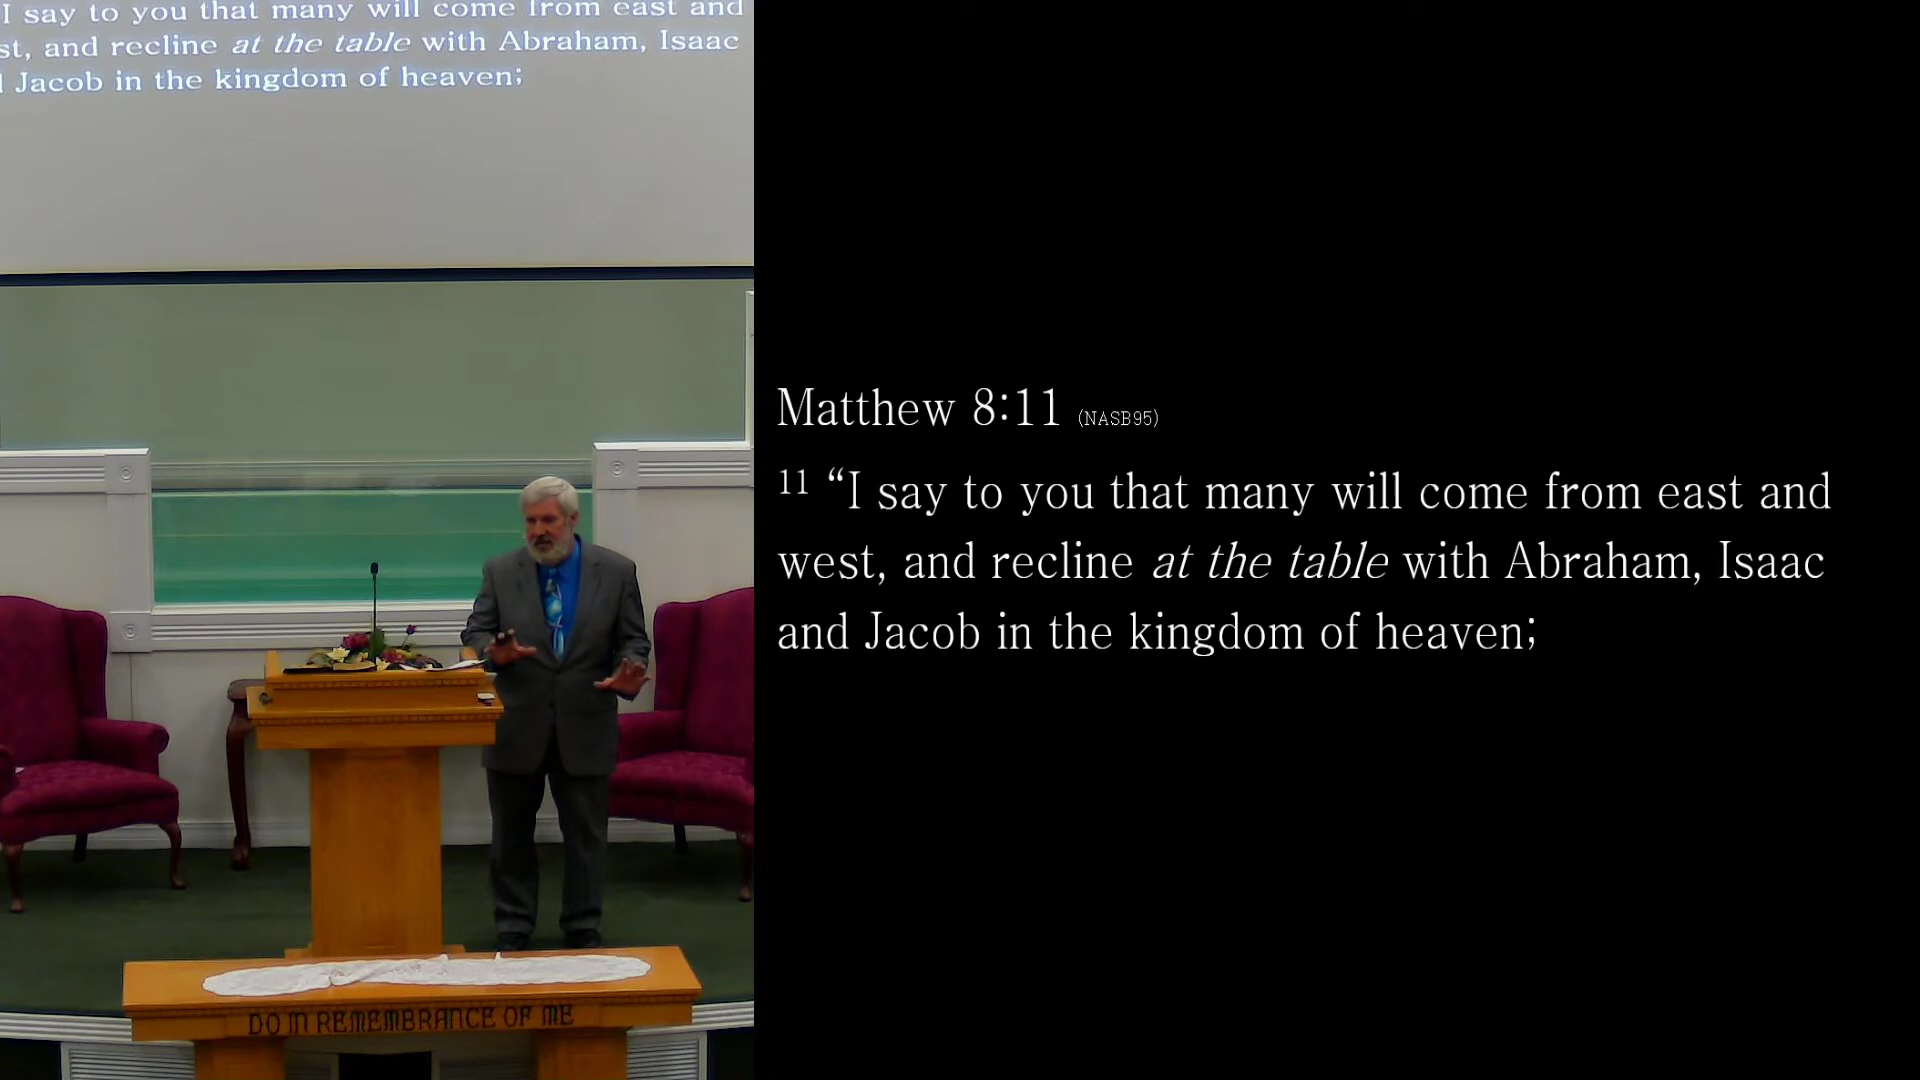 I say to you that many will come from east and
st, and recline at the table with Abraham, Isaac
Jacob in the kingdom of heaven;
DO IN REMEMBRANCE OF ME
Matthew 8:11 (NASB95)
11 “I say to you that many will come from east and
west, and recline at the table with Abraham, Isaac
and Jacob in the kingdom of heaven;